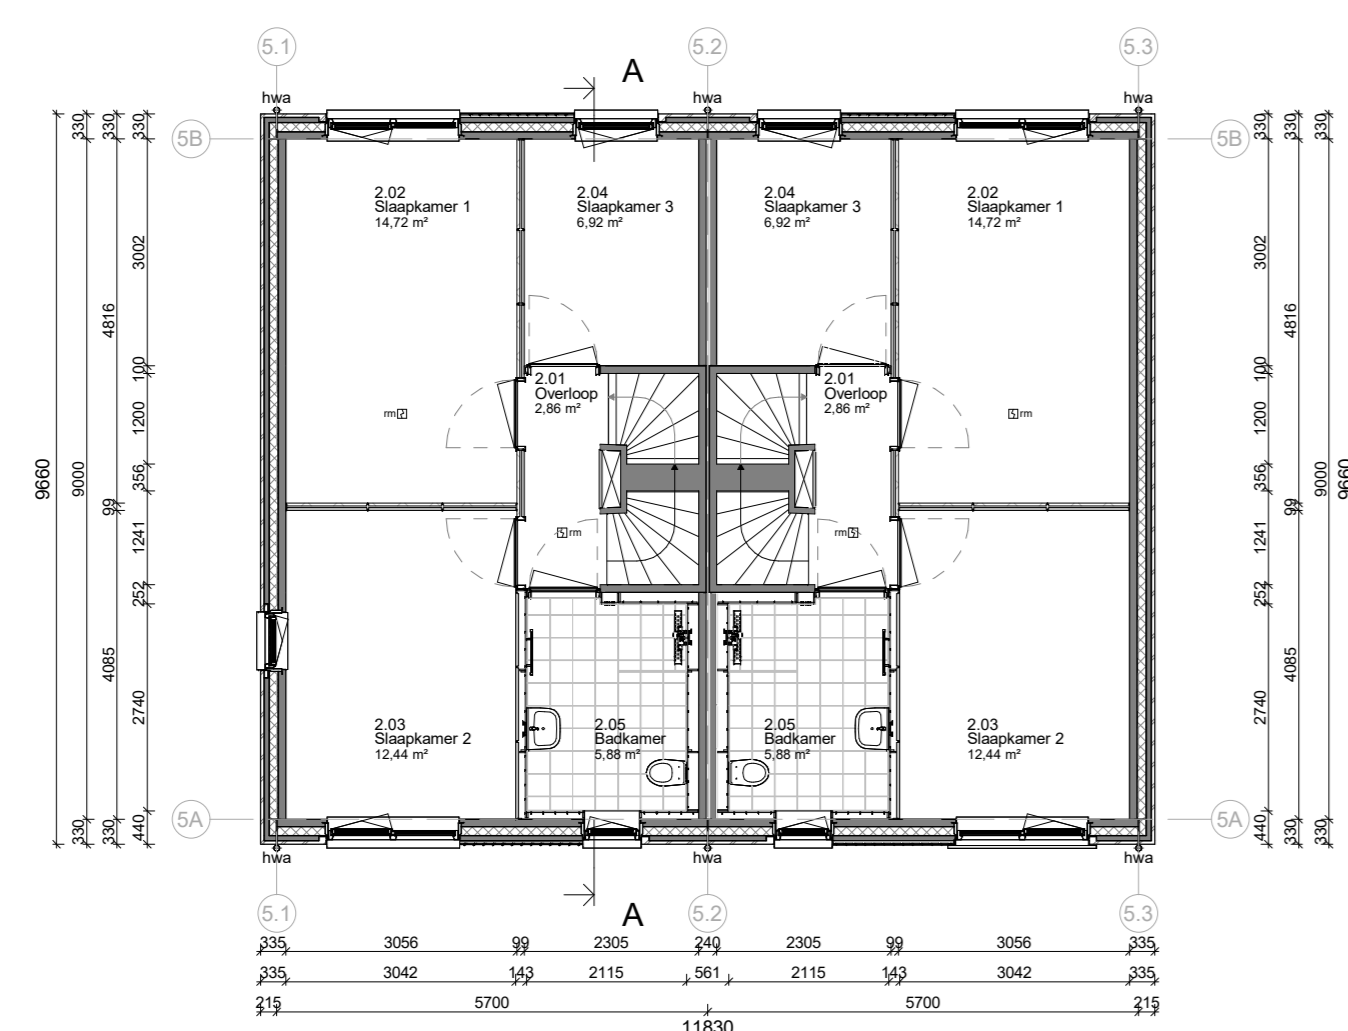 5.1
5.2
5.3
A
hwa
hwa
hwa
5B
5B
2.02
Slaapkamer 1
14,72 m²
2.04
Slaapkamer 3
6,92 m²
2.04
Slaapkamer 3
6,92 m²
2.02
Slaapkamer 1
14,72 m²
2.01
Overloop
2,86 m²
2.01
Overloop
2,86 m²
rm
rm
rm
rm
2.03
Slaapkamer 2
12,44 m²
2.05
Badkamer
5,88 m²
2.05
Badkamer
5,88 m²
2.03
Slaapkamer 2
12,44 m²
5A
5A
hwa
hwa
hwa
5.1
A
5.2
5.3
9660
330
9000
330
330
4816
99
4085
330
330
3002
100
1200
356
1241
252
2740
440
330
3002
100
1200
356
1241
252
2740
440
330
4816
99
4085
330
330
9000
330
9660
335 3056 99 2305 240 2305 99 3056 335
335 3042 143 2115 561 2115 143 3042 335
215 5700 5700 215
11830